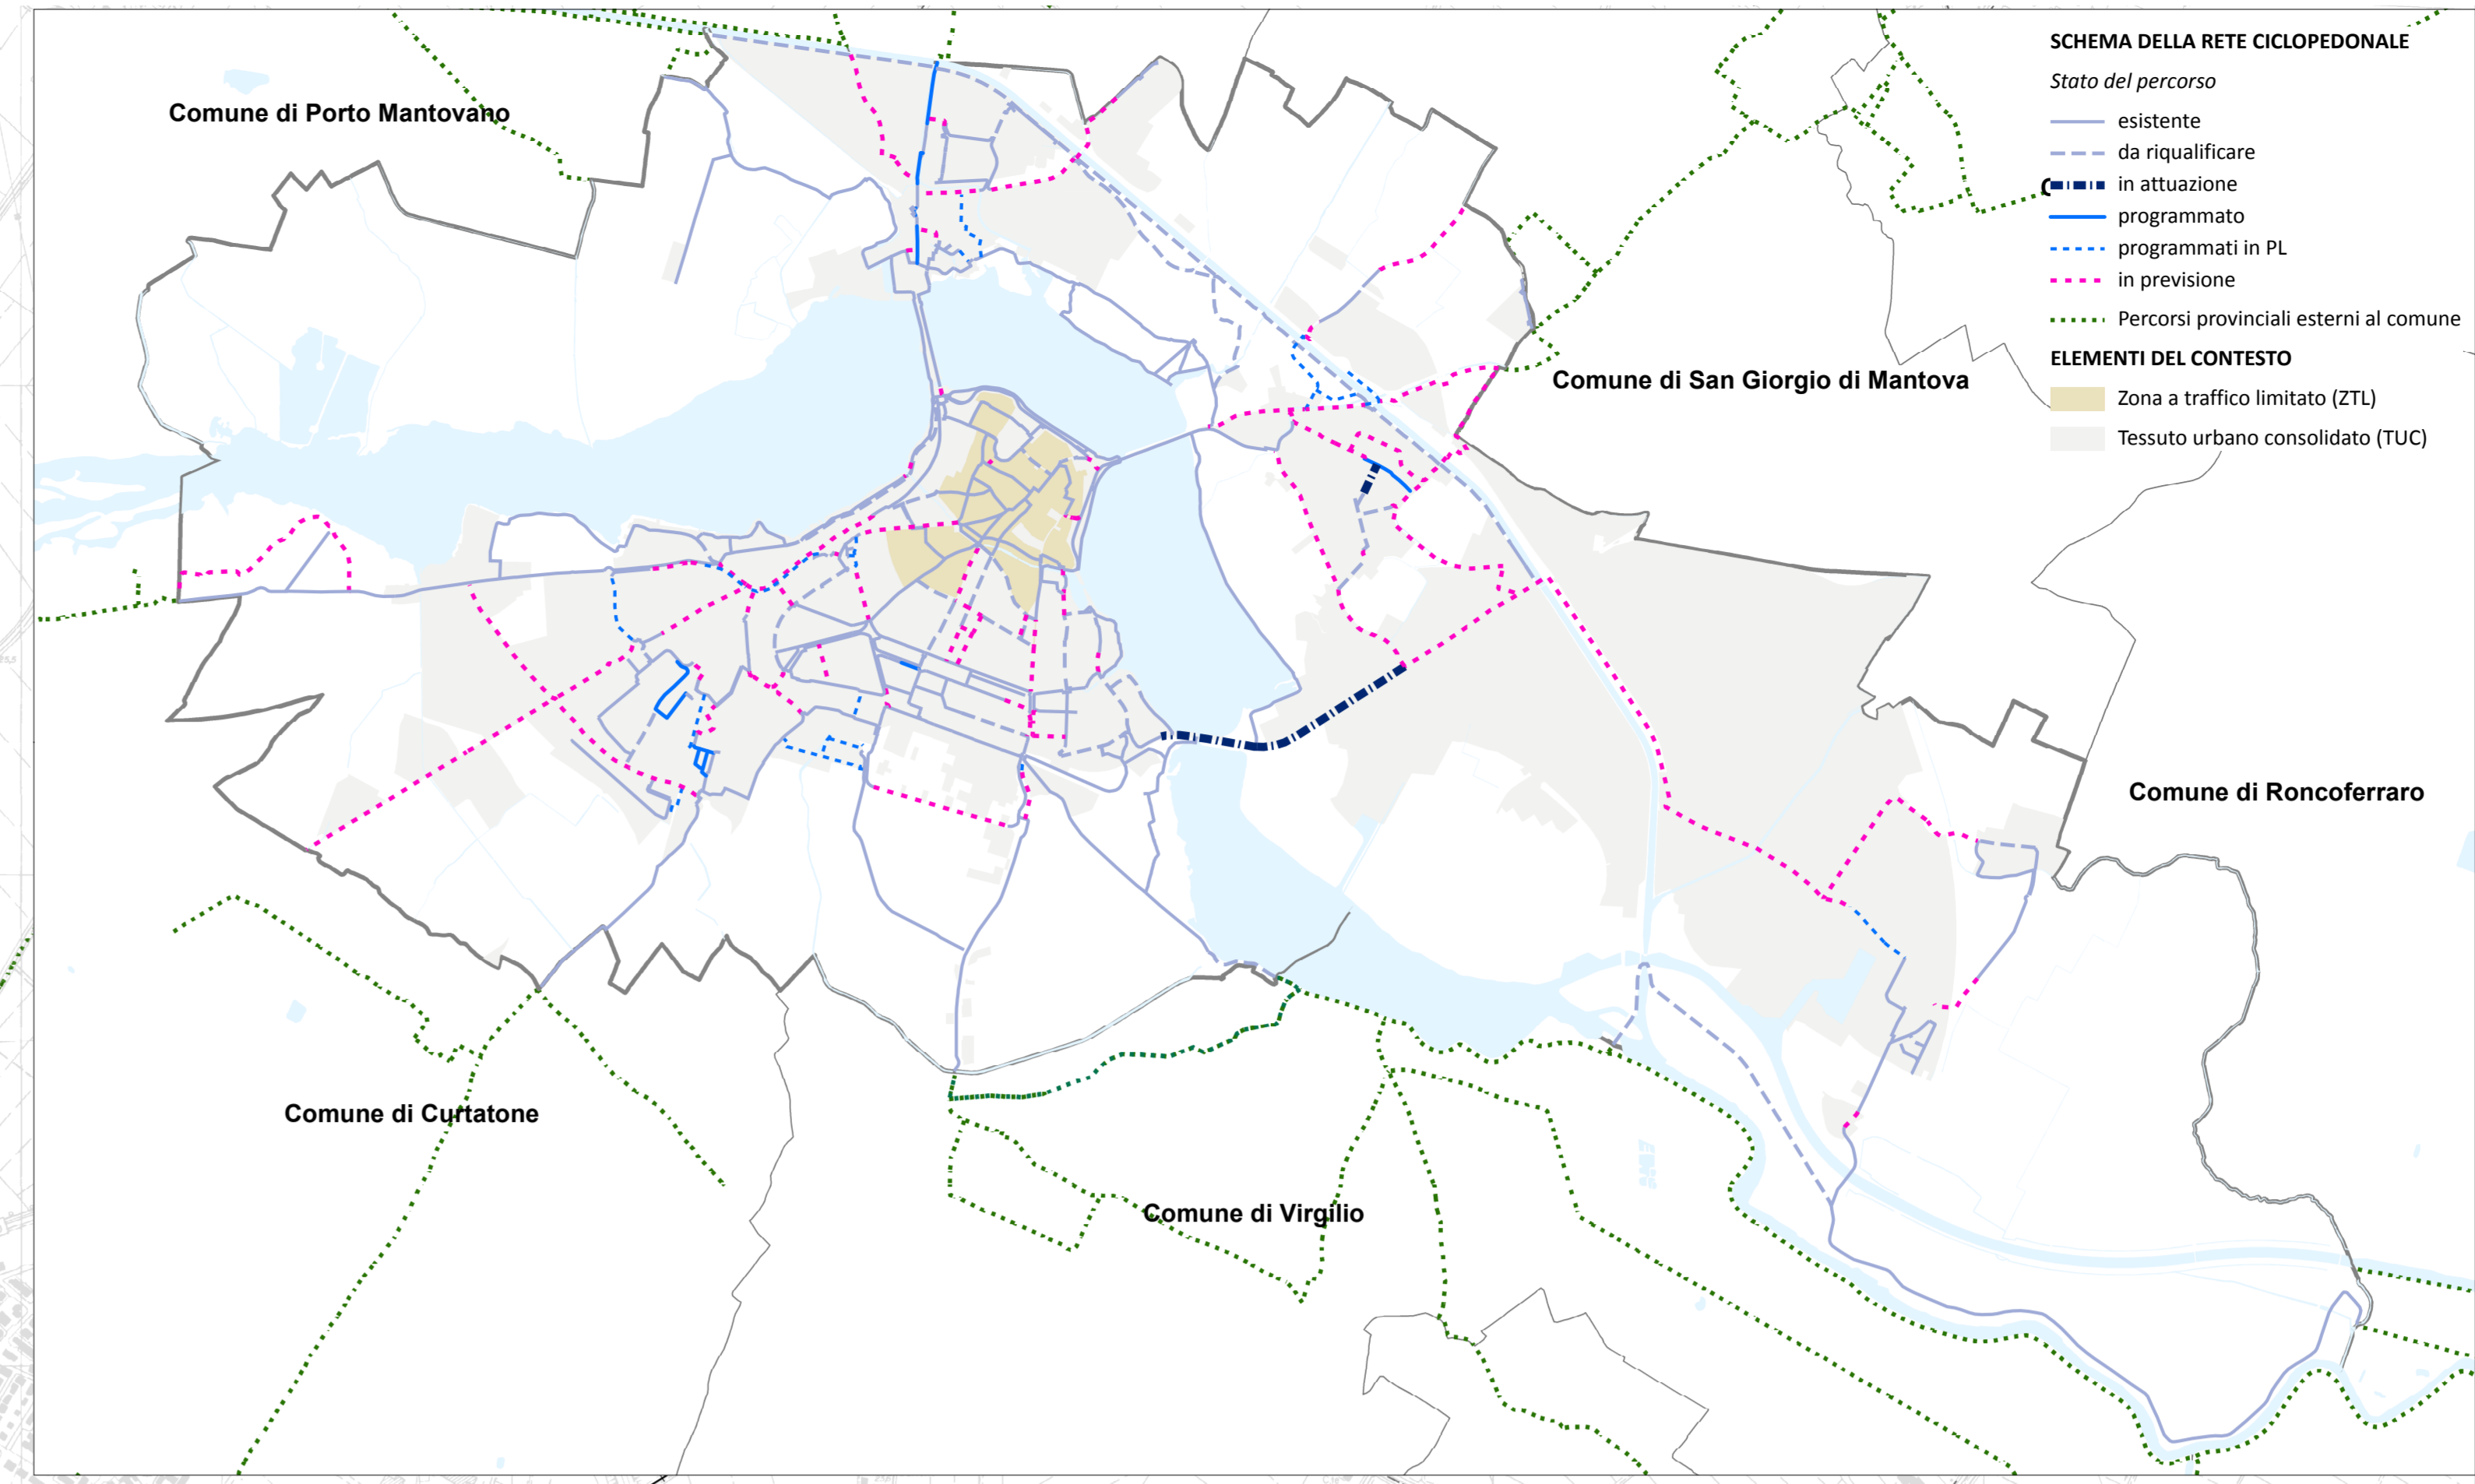 SCHEMA DELLA RETE CICLOPEDONALE
Stato del percorso
esistente
da riqualificare
in attuazione
programmato
programmati in PL
in previsione
Percorsi provinciali esterni al comune
ELEMENTI DEL CONTESTO
Zona a traffico limitato (ZTL)
Tessuto urbano consolidato (TUC)
Comune di Porto Mantovano
Comune di San Giorgio di Mantova
Comune di Roncoferraro
Comune di Curtatone
Comune di Virgilio